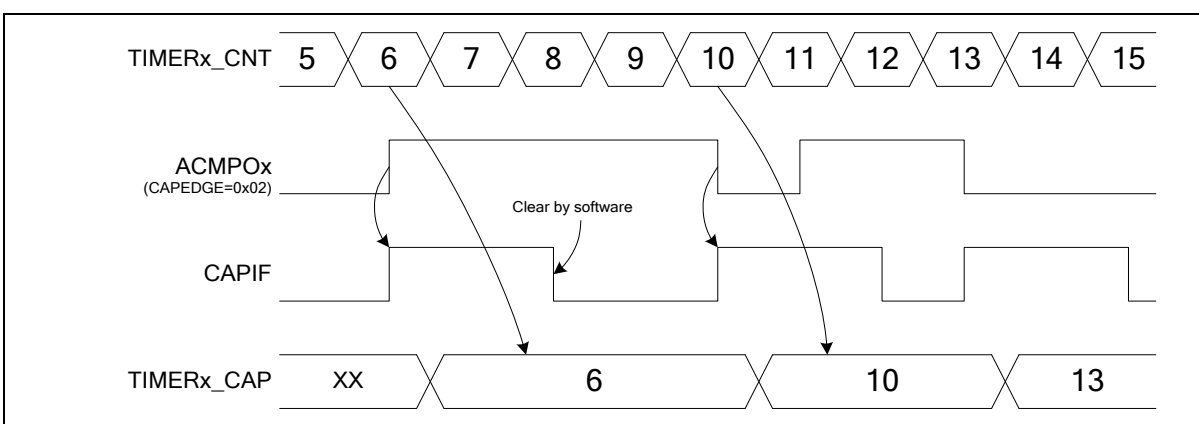 TIMERx_CNT 5 6 7 8 9 10 11 12 13 14 15
ACMPOx
(CAPEDGE=0x02)
Clear by software
CAPIF
TIMERx_CAP XX 6 10 13